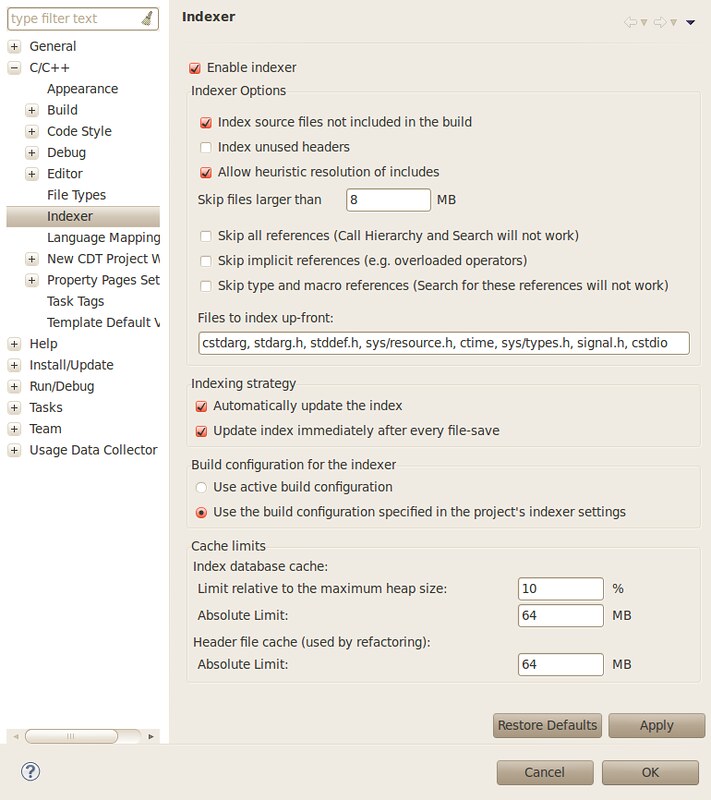 type filter text
General
C/C++
Appearance
Build
Code Style
Debug
Editor
File Types
Indexer
Language Mapping
New CDT Project W
Property Pages Set
Task Tags
Template Default V
Help
Install/Update
Run/Debug
Tasks
Team
Usage Data Collector
Indexer
Enable indexer
Indexer Options
Index source files not included in the build
Index unused headers
Allow heuristic resolution of includes
Skip files larger than 8 MB
Skip all references (Call Hierarchy and Search will not work)
Skip implicit references (e.g. overloaded operators)
Skip type and macro references (Search for these references will not work)
Files to index up-front:
cstdarg, stdarg.h, stddef.h, sys/resource.h, ctime, sys/types.h, signal.h, cstdio
Indexing strategy
Automatically update the index
Update index immediately after every file-save
Build configuration for the indexer
Use active build configuration
Use the build configuration specified in the project's indexer settings
Cache limits
Index database cache:
Limit relative to the maximum heap size: 10 %
Absolute Limit: 64 MB
Header file cache (used by refactoring):
Absolute Limit: 64 MB
Restore Defaults Apply
? Cancel OK